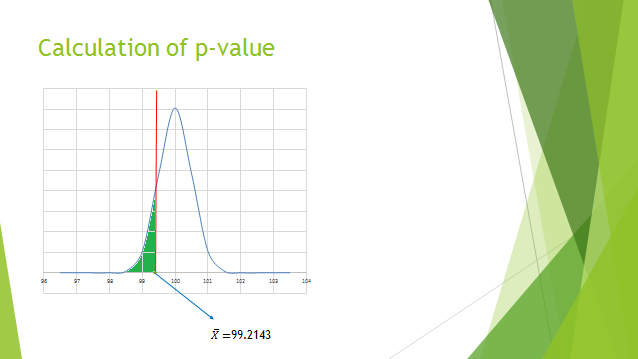 Calculation of p-value
96 97 98 99 100 101 102 103 104
X̄ =99.2143